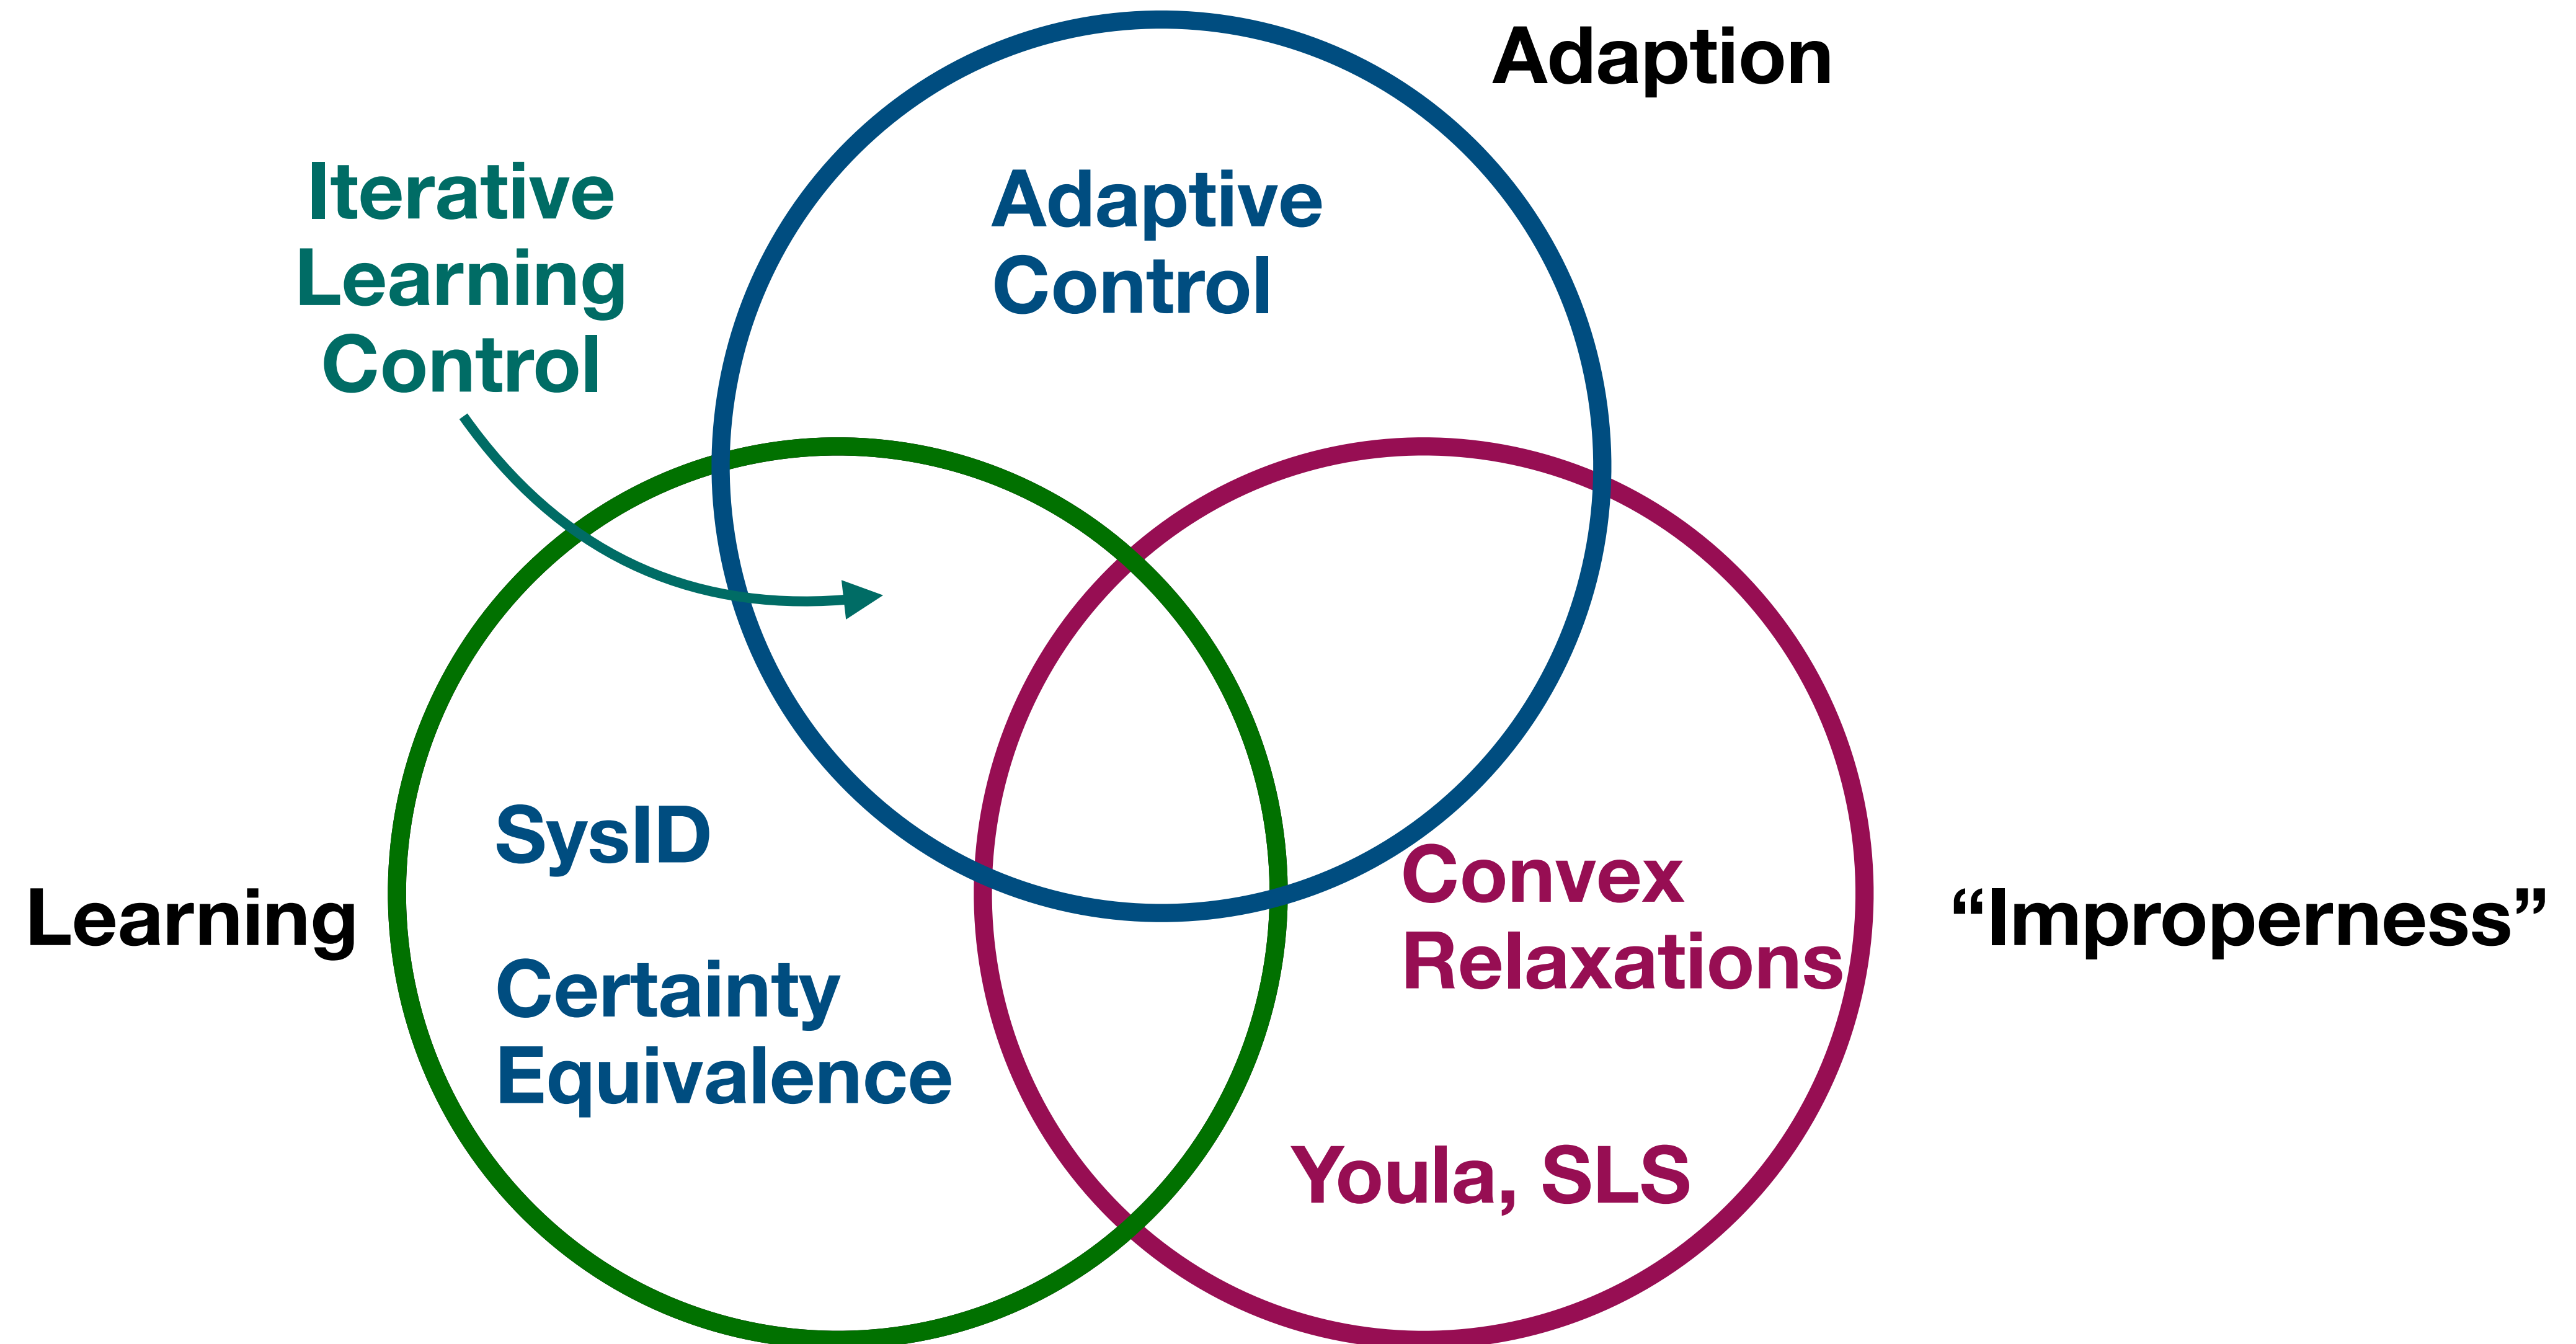 Adaption
Iterative
Learning
Control
Adaptive
Control
SysID
Certainty
Equivalence
Learning
Convex
Relaxations
Youla, SLS
“Improperness”